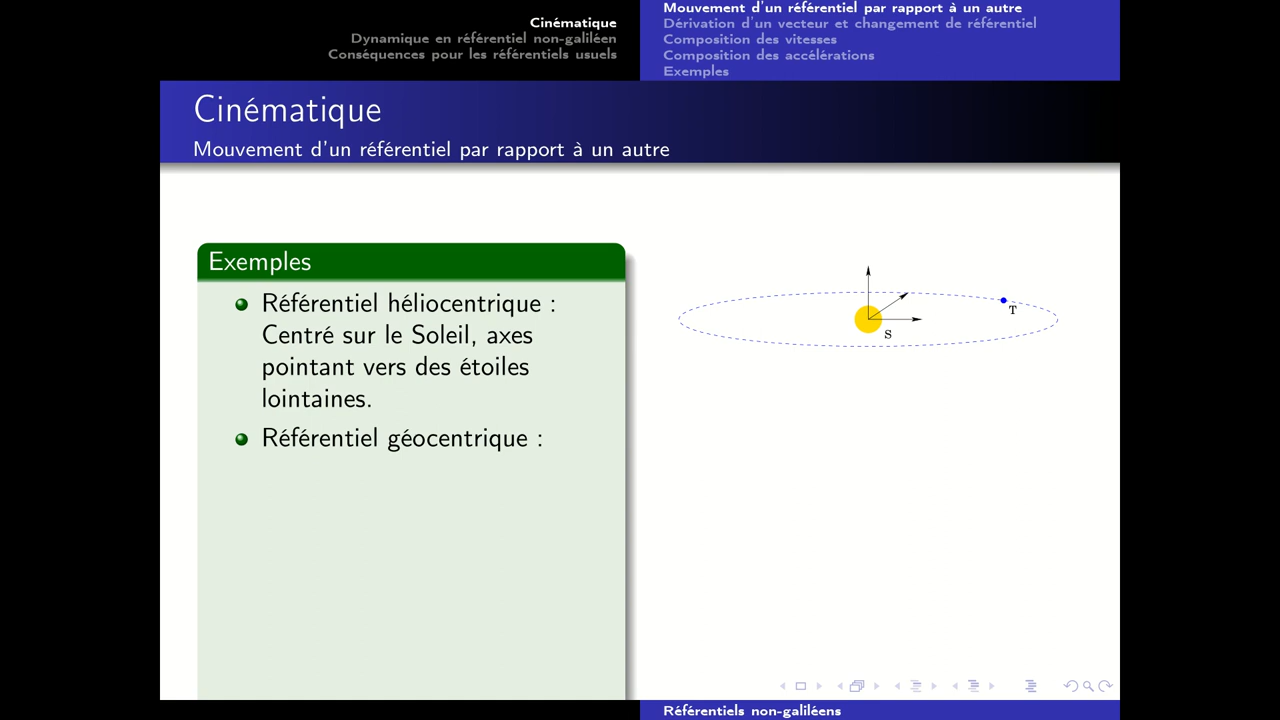 Cinématique
Dynamique en référentiel non-galiléen
Conséquences pour les référentiels usuels
Mouvement d'un référentiel par rapport à un autre
Dérivation d'un vecteur et changement de référentiel
Composition des vitesses
Composition des accélérations
Exemples
Cinématique
Mouvement d'un référentiel par rapport à un autre
Exemples
Référentiel héliocentrique :
Centré sur le Soleil, axes
pointant vers des étoiles
lointaines.
Référentiel géocentrique :
T
S
Référentiels non-galiléens